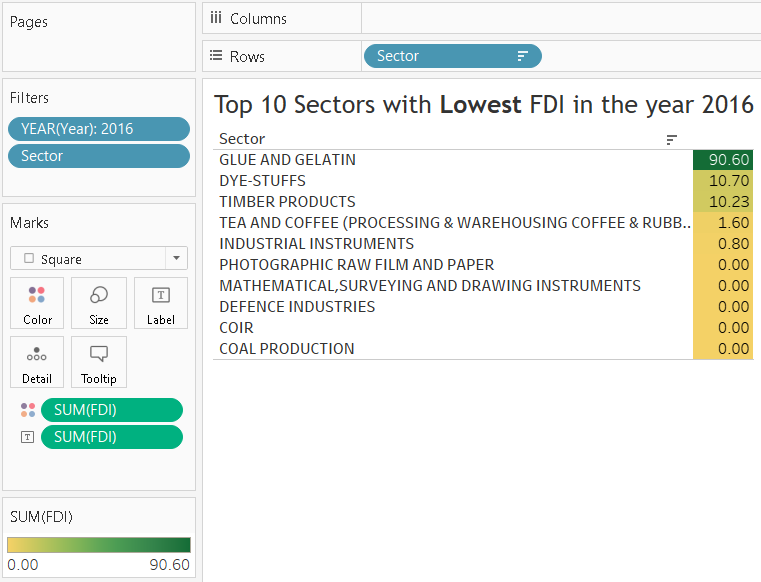 Pages
Columns
Rows
Sector
Filters
YEAR(Year): 2016
Sector
Marks
Square
Color
Size
Label
Detail
Tooltip
SUM(FDI)
SUM(FDI)
SUM(FDI)
0.00 90.60
Top 10 Sectors with Lowest FDI in the year 2016
Sector
GLUE AND GELATIN 90.60
DYE-STUFFS 10.70
TIMBER PRODUCTS 10.23
TEA AND COFFEE (PROCESSING & WAREHOUSING COFFEE & RUBB.. 1.60
INDUSTRIAL INSTRUMENTS 0.80
PHOTOGRAPHIC RAW FILM AND PAPER 0.00
MATHEMATICAL,SURVEYING AND DRAWING INSTRUMENTS 0.00
DEFENCE INDUSTRIES 0.00
COIR 0.00
COAL PRODUCTION 0.00